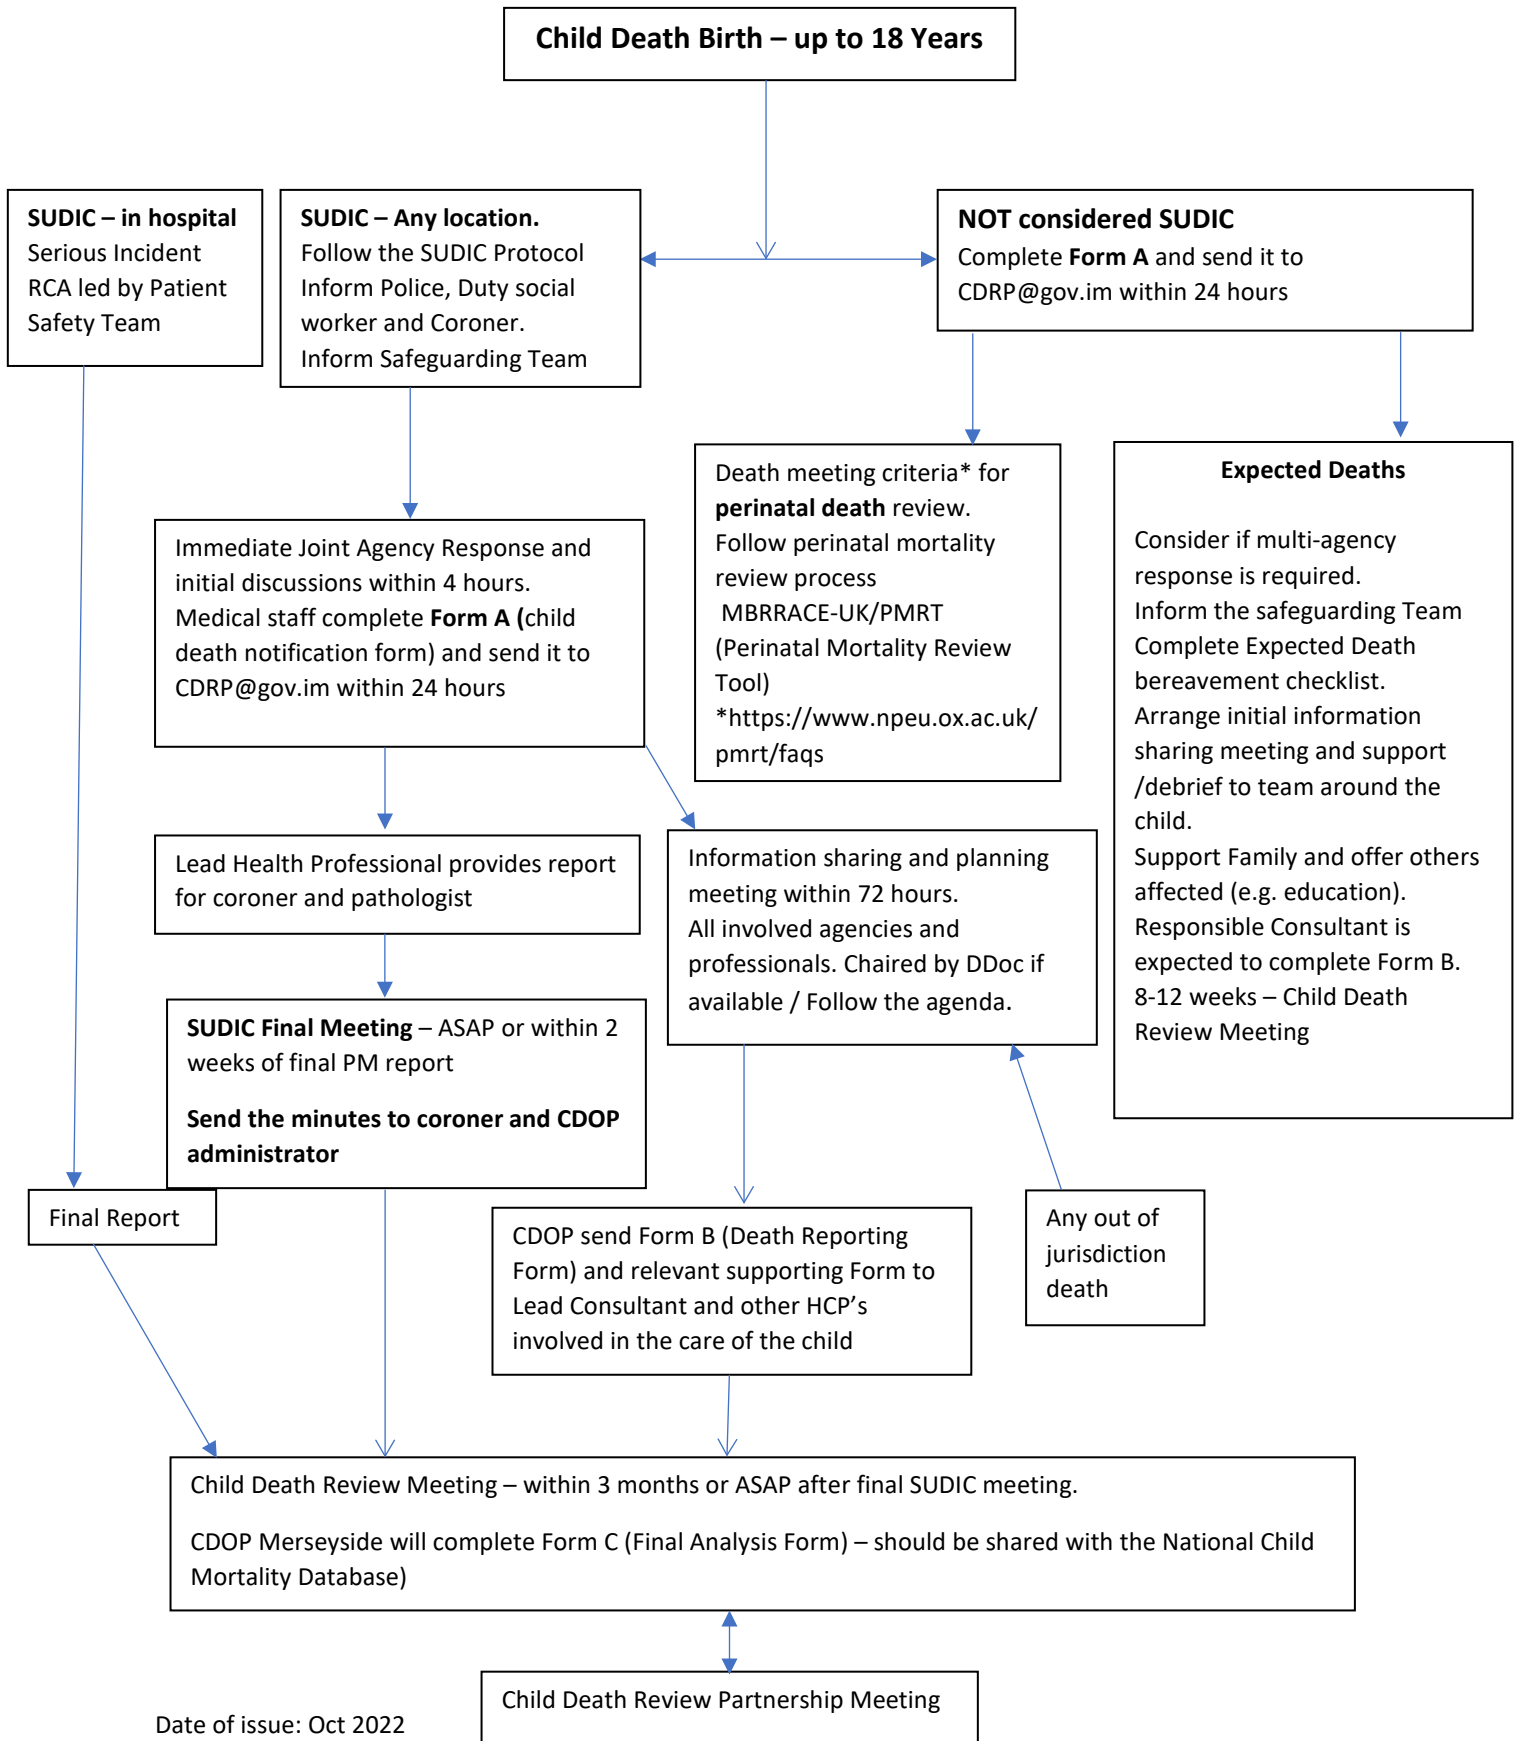 Child Death Birth – up to 18 Years
SUDIC – in hospital
Serious Incident
RCA led by Patient
Safety Team
SUDIC – Any location.
Follow the SUDIC Protocol
Inform Police, Duty social
worker and Coroner.
Inform Safeguarding Team
NOT considered SUDIC
Complete Form A and send it to
CDRP@gov.im within 24 hours
Death meeting criteria* for
perinatal death review.
Follow perinatal mortality
review process
MBRRACE-UK/PMRT
(Perinatal Mortality Review
Tool)
*https://www.npeu.ox.ac.uk/
pmrt/faqs
Expected Deaths
Consider if multi-agency
response is required.
Inform the safeguarding Team
Complete Expected Death
bereavement checklist.
Arrange initial information
sharing meeting and support
/debrief to team around the
child.
Support Family and offer others
affected (e.g. education).
Responsible Consultant is
expected to complete Form B.
8-12 weeks – Child Death
Review Meeting
Immediate Joint Agency Response and
initial discussions within 4 hours.
Medical staff complete Form A (child
death notification form) and send it to
CDRP@gov.im within 24 hours
Lead Health Professional provides report
for coroner and pathologist
Information sharing and planning
meeting within 72 hours.
All involved agencies and
professionals. Chaired by DDoc if
available / Follow the agenda.
SUDIC Final Meeting – ASAP or within 2
weeks of final PM report
Send the minutes to coroner and CDOP
administrator
Final Report
CDOP send Form B (Death Reporting
Form) and relevant supporting Form to
Lead Consultant and other HCP’s
involved in the care of the child
Any out of
jurisdiction
death
Child Death Review Meeting – within 3 months or ASAP after final SUDIC meeting.
CDOP Merseyside will complete Form C (Final Analysis Form) – should be shared with the National Child
Mortality Database)
Child Death Review Partnership Meeting
Date of issue: Oct 2022